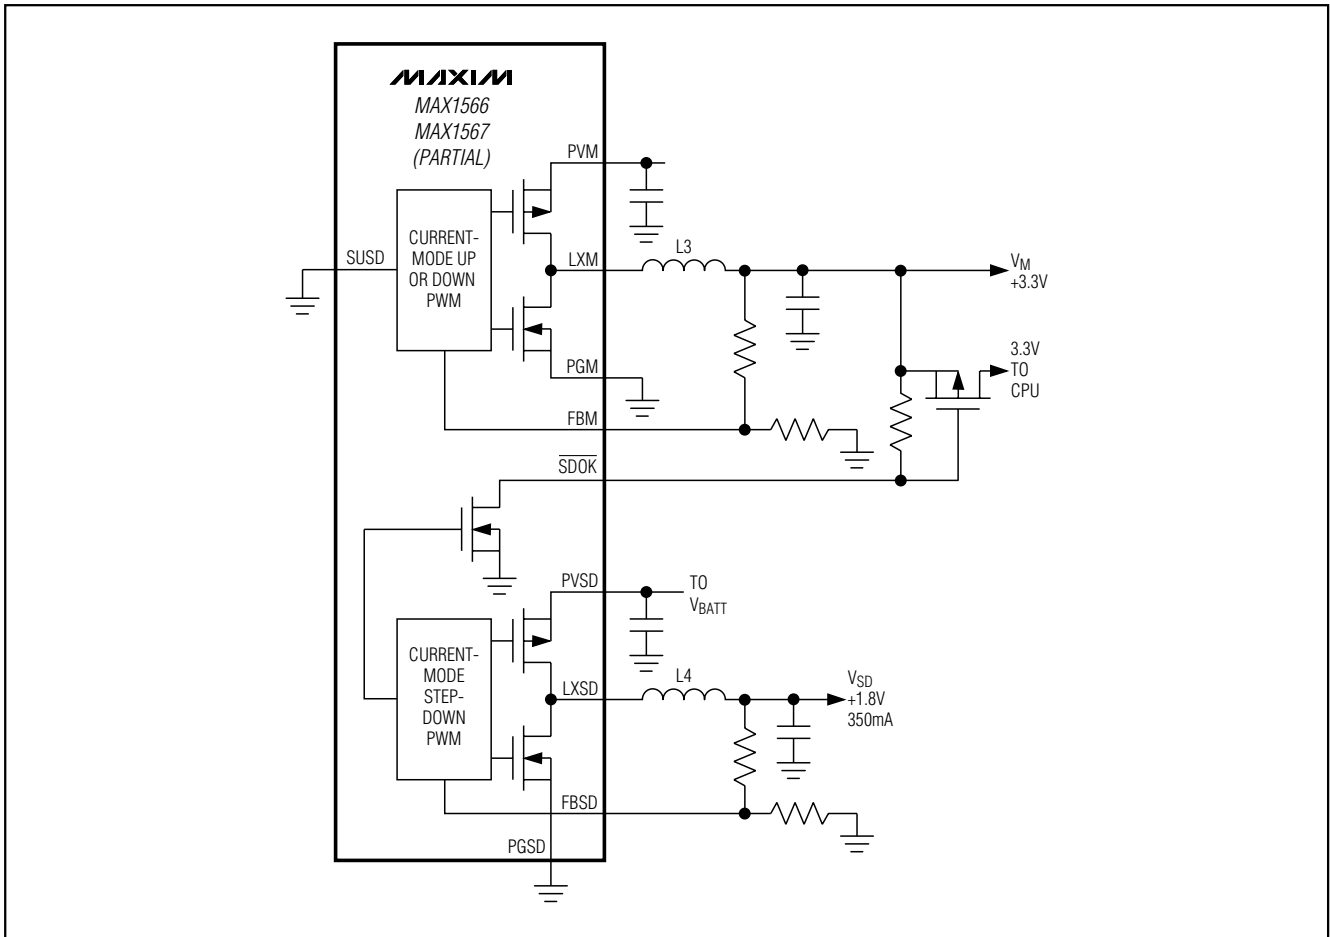 MAXIM
MAX1566
MAX1567
(PARTIAL)
PVM
CURRENT-
MODE UP
OR DOWN
PWM
SUSD
LXM
L3
VM
+3.3V
PGM
3.3V
TO
CPU
FBM
SDOK
PVSD
TO
VBATT
CURRENT-
MODE
STEP-
DOWN
PWM
LXSD
L4
VSD
+1.8V
350mA
FBSD
PGSD